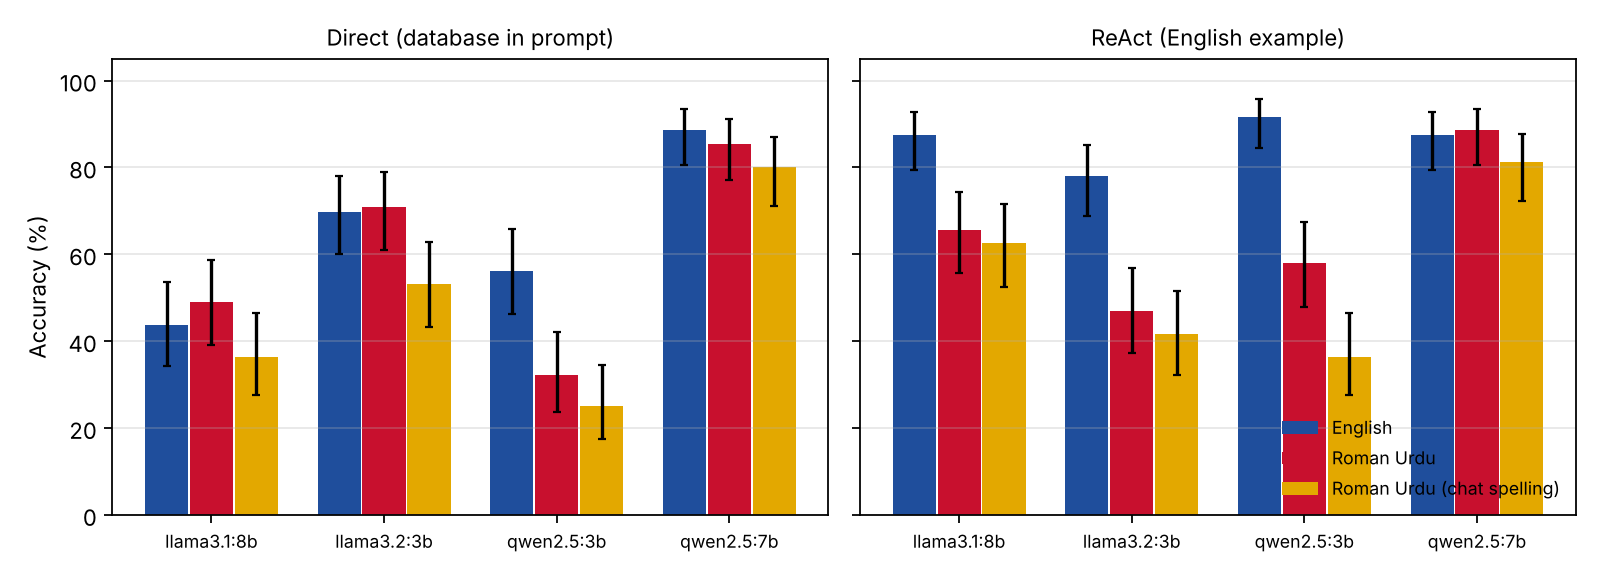 Direct (database in prompt)
ReAct (English example)
Accuracy (%)
100
80
60
40
20
0
llama3.1:8b
llama3.2:3b
qwen2.5:3b
qwen2.5:7b
llama3.1:8b
llama3.2:3b
qwen2.5:3b
qwen2.5:7b
English
Roman Urdu
Roman Urdu (chat spelling)